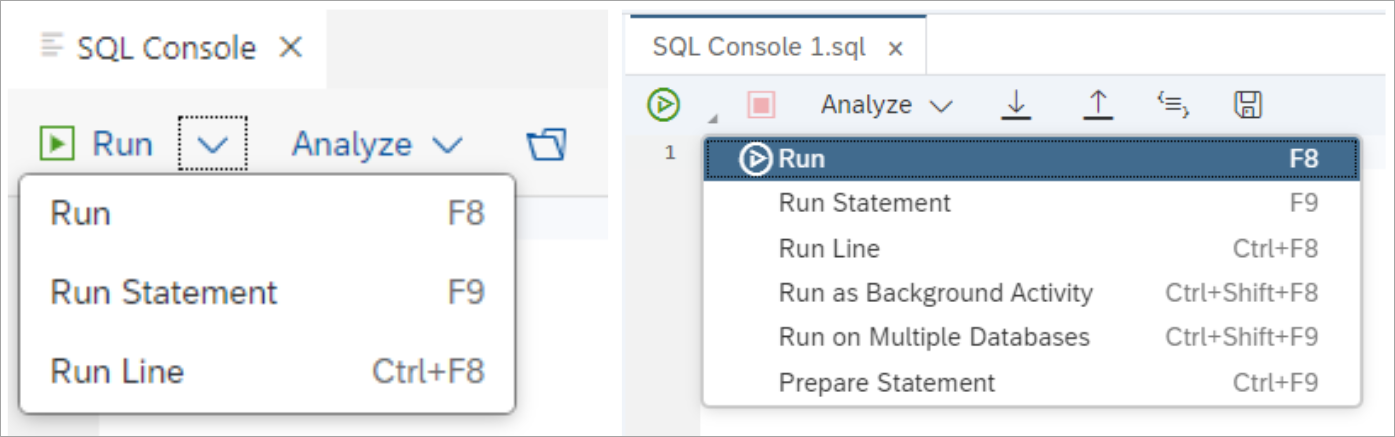 SQL Console
Run Analyze
Run F8
Run Statement F9
Run Line Ctrl+F8
SQL Console 1.sql
Analyze
1
Run F8
Run Statement F9
Run Line Ctrl+F8
Run as Background Activity Ctrl+Shift+F8
Run on Multiple Databases Ctrl+Shift+F9
Prepare Statement Ctrl+F9